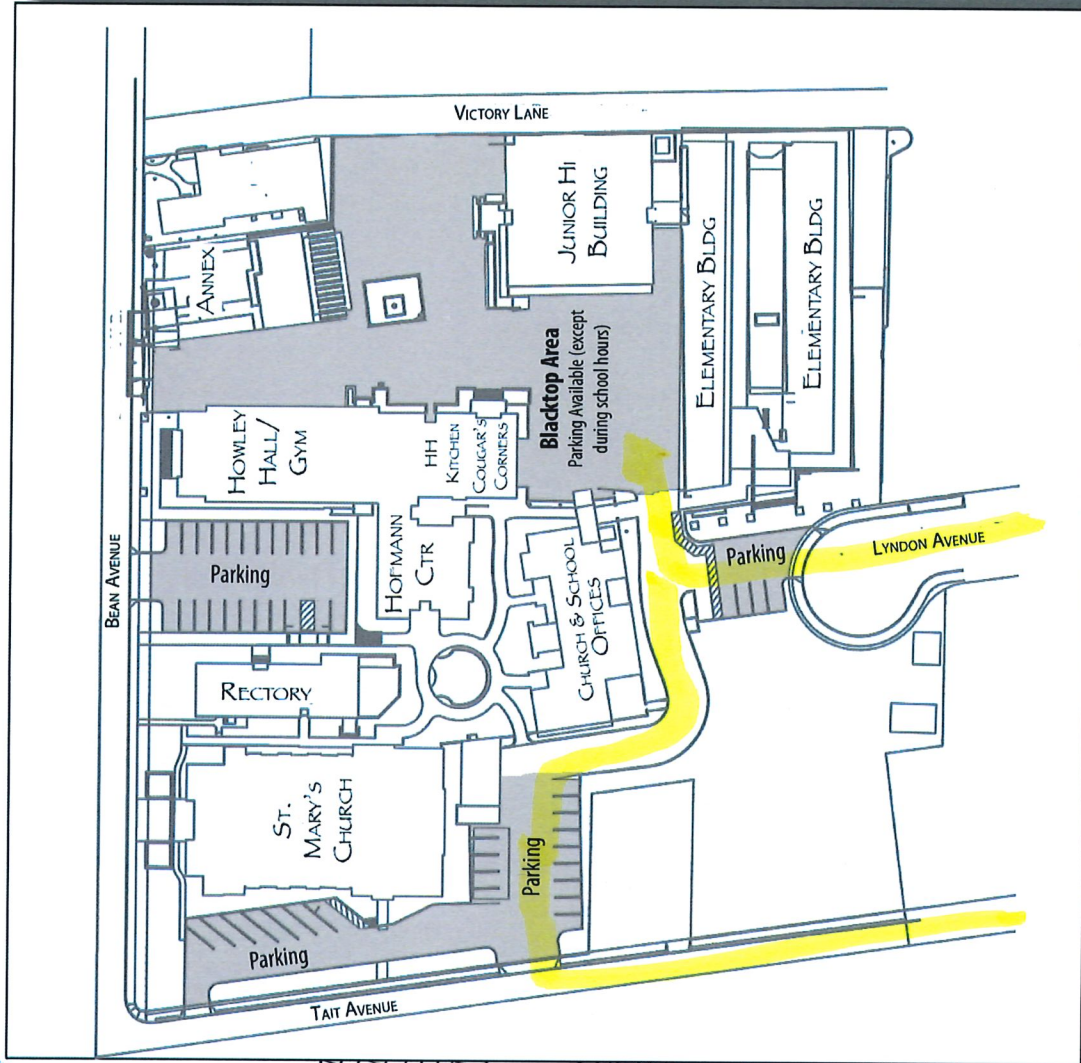 VICTORY LANE
BEAN AVENUE
ANNEX
JUNIOR HI
BUILDING
ELEMENTARY BLDG
ELEMENTARY BLDG
HOWLEY
HALL/
GYM
HH
KITCHEN
COUGAR'S
CORNERS
Blacktop Area
Parking Available (except
during school hours)
Parking
HOFMANN
CTR
CHURCH & SCHOOL
OFFICES
Parking
LYNDON AVENUE
RECTORY
ST.
MARY'S
CHURCH
Parking
Parking
TAIT AVENUE